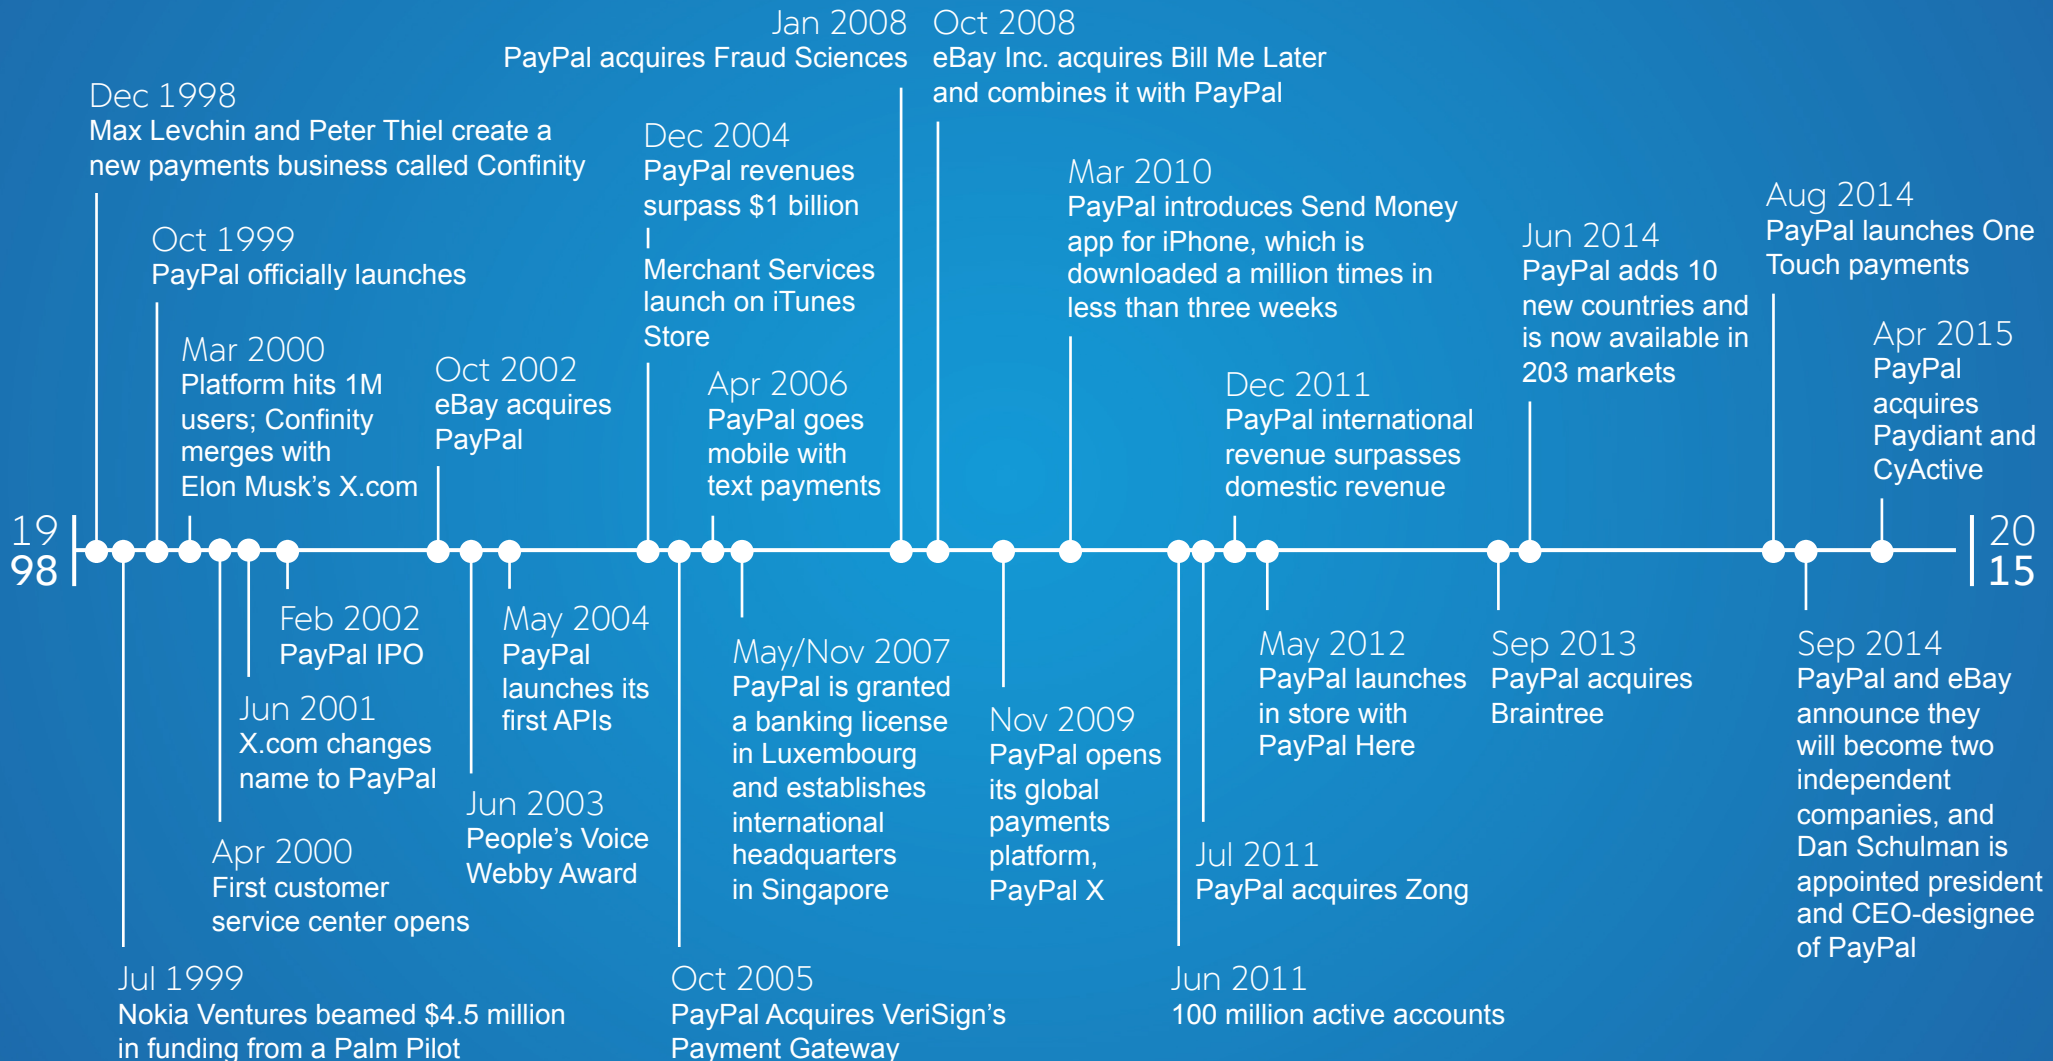 19
98
Dec 1998
Max Levchin and Peter Thiel create a
new payments business called Confinity
Jul 1999
Nokia Ventures beamed $4.5 million
in funding from a Palm Pilot
Oct 1999
PayPal officially launches
Mar 2000
Platform hits 1M
users; Confinity
merges with
Elon Musk's X.com
Apr 2000
First customer
service center opens
Jun 2001
X.com changes
name to PayPal
Feb 2002
PayPal IPO
Oct 2002
eBay acquires
PayPal
Jun 2003
People's Voice
Webby Award
May 2004
PayPal
launches its
first APIs
Dec 2004
PayPal revenues
surpass $1 billion
Merchant Services
launch on iTunes
Store
Oct 2005
PayPal Acquires VeriSign's
Payment Gateway
Apr 2006
PayPal goes
mobile with
text payments
May/Nov 2007
PayPal is granted
a banking license
in Luxembourg
and establishes
international
headquarters
in Singapore
Jan 2008
PayPal acquires Fraud Sciences
Oct 2008
eBay Inc. acquires Bill Me Later
and combines it with PayPal
Nov 2009
PayPal opens
its global
payments
platform,
PayPal X
Mar 2010
PayPal introduces Send Money
app for iPhone, which is
downloaded a million times in
less than three weeks
Jun 2011
100 million active accounts
Jul 2011
PayPal acquires Zong
Dec 2011
PayPal international
revenue surpasses
domestic revenue
May 2012
PayPal launches
in store with
PayPal Here
Sep 2013
PayPal acquires
Braintree
Jun 2014
PayPal adds 10
new countries and
is now available in
203 markets
Aug 2014
PayPal launches One
Touch payments
Sep 2014
PayPal and eBay
announce they
will become two
independent
companies, and
Dan Schulman is
appointed president
and CEO-designee
of PayPal
Apr 2015
PayPal
acquires
Paydiant and
CyActive
20
15